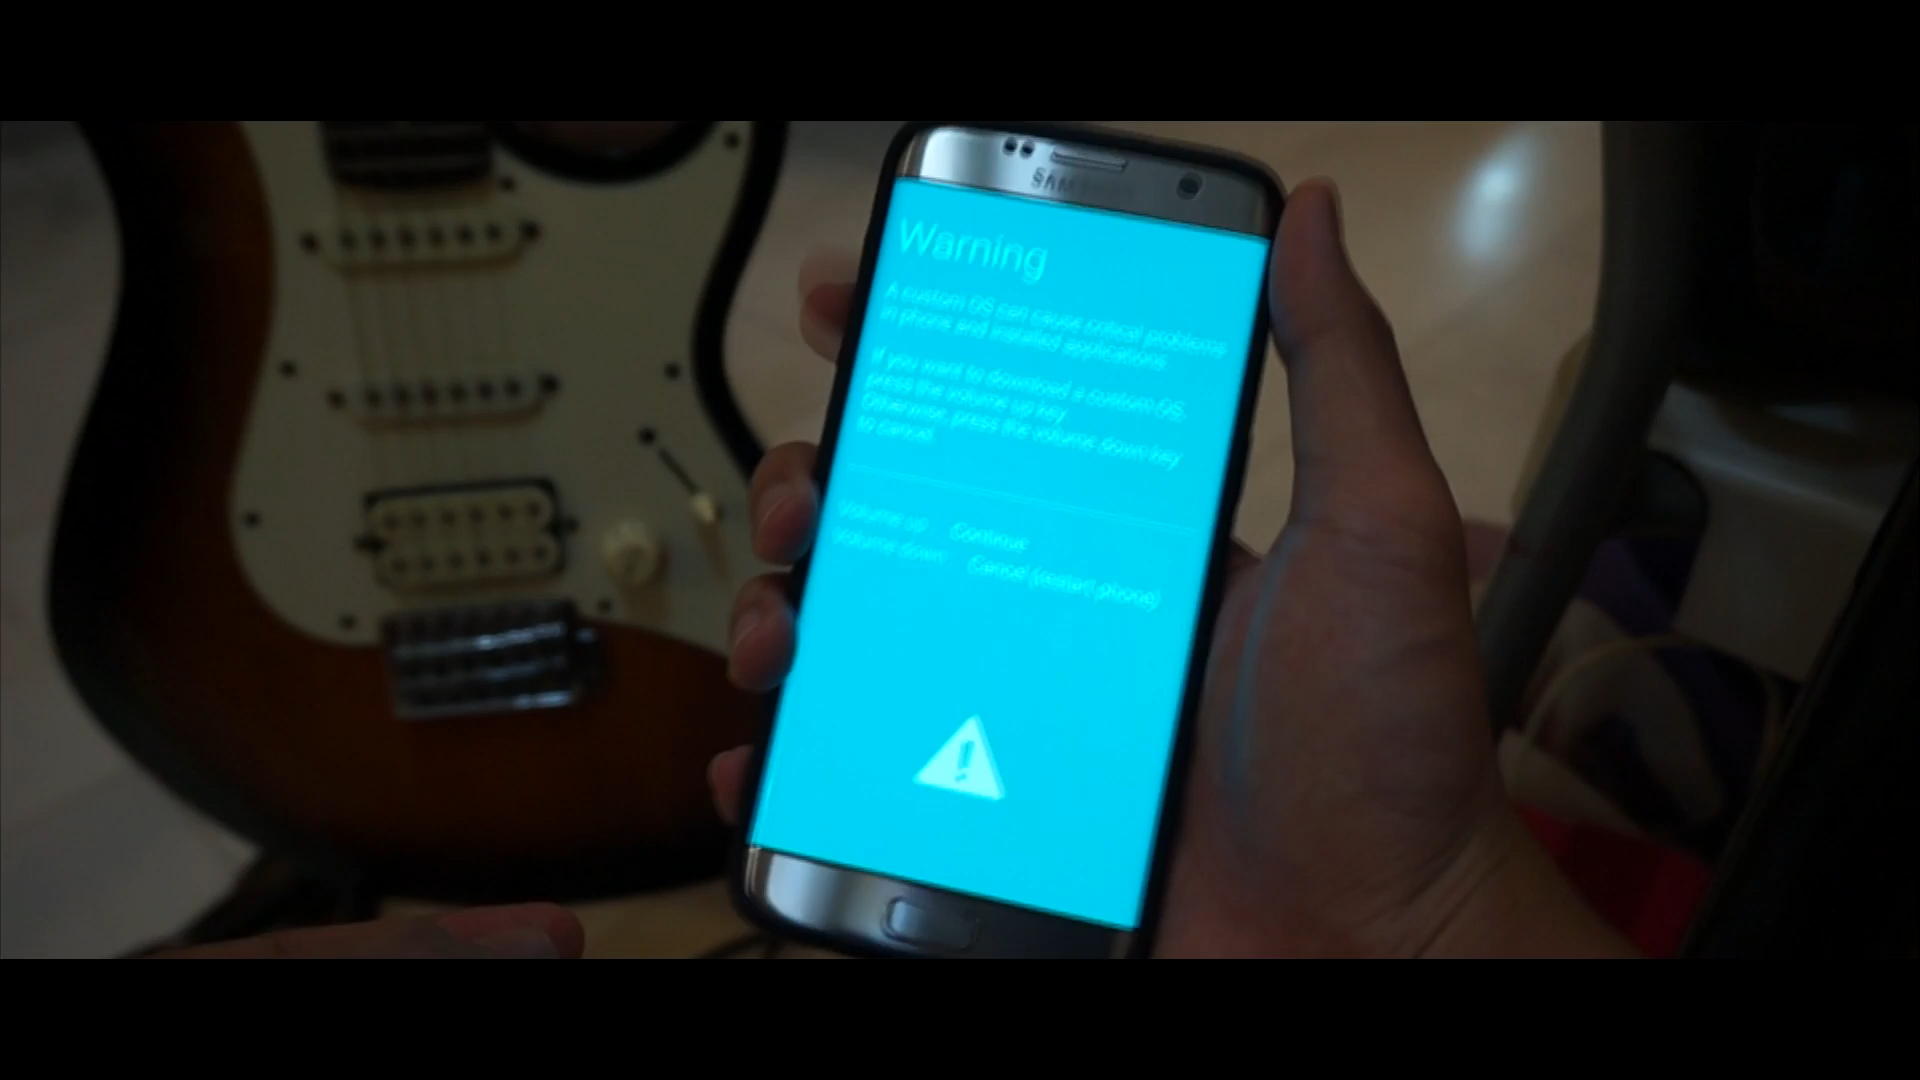 SAMSUNG
Warning
A custom OS can cause critical problems
in phone and installed applications.
If you want to download a custom OS,
press the volume up key.
Otherwise, press the volume down key
to cancel.
Volume up: Continue
Volume down: Cancel (restart phone)